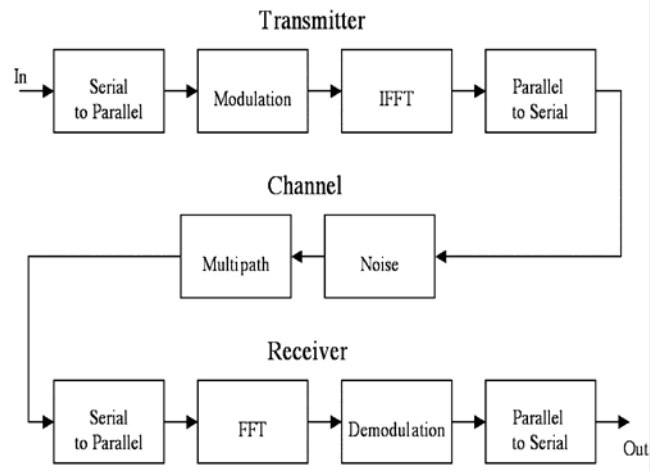 Transmitter
In
Serial
to Parallel
Modulation
IFFT
Parallel
to Serial
Channel
Multipath
Noise
Receiver
Serial
to Parallel
FFT
Demodulation
Parallel
to Serial
Out